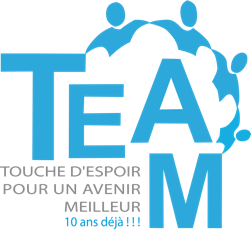 TEAM
TOUCHE D'ESPOIR
POUR UN AVENIR
MEILLEUR
10 ans déjà !!!